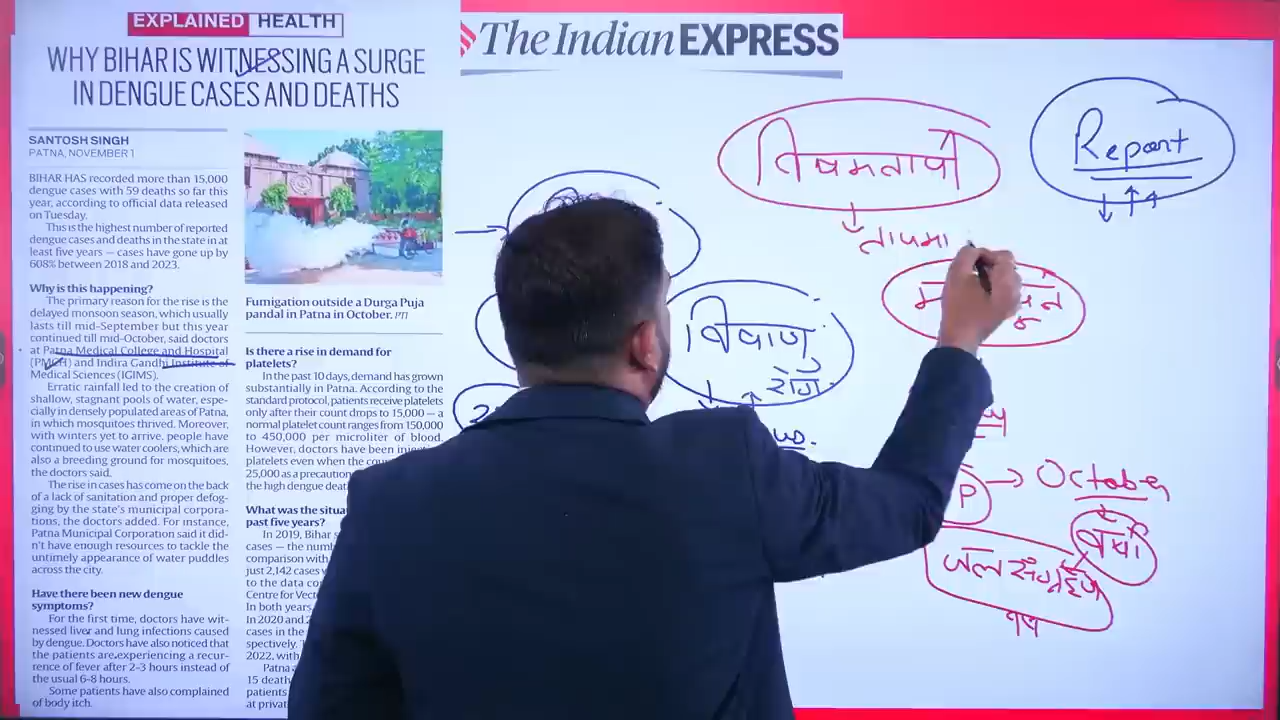 EXPLAINED HEALTH
WHY BIHAR IS WITNESSING A SURGE
IN DENGUE CASES AND DEATHS
SANTOSH SINGH
PATNA, NOVEMBER 1
BIHAR HAS recorded more than 15,000
dengue cases with 59 deaths so far this
year, according to official data released
on Tuesday.
This is the highest number of reported
dengue cases and deaths in the state in at
least five years — cases have gone up by
608% between 2018 and 2023.
Why is this happening?
The primary reason for the rise is the
delayed monsoon season, which usually
lasts till mid-September but this year
continued till mid-October, said doctors
at Patna Medical College and Hospital
(PMCH) and Indira Gandhi Institute of
Medical Sciences (IGIMS).
Erratic rainfall led to the creation of
shallow, stagnant pools of water, espe-
cially in densely populated areas of Patna,
in which mosquitoes thrived. Moreover,
with winters yet to arrive, people have
continued to use water coolers, which are
also a breeding ground for mosquitoes,
the doctors said.
The rise in cases has come on the back
of a lack of sanitation and proper defog-
ging by the state's municipal corpora-
tions, the doctors added. For instance,
Patna Municipal Corporation said it did-
n't have enough resources to tackle the
untimely appearance of water puddles
across the city.
Have there been new dengue
symptoms?
For the first time, doctors have wit-
nessed liver and lung infections caused
by dengue. Doctors have also noticed that
the patients are experiencing a recur-
rence of fever after 2-3 hours instead of
the usual 6-8 hours.
Some patients have also complained
of body itch.
Fumigation outside a Durga Puja
pandal in Patna in October. PTI
Is there a rise in demand for
platelets?
In the past 10 days, demand has grown
substantially in Patna. According to the
standard protocol, patients receive platelets
only after their count drops to 15,000 — a
normal platelet count ranges from 150,000
to 450,000 per microliter of blood.
However, doctors have been
platelets even when the
25,000 as a precaution
the high dengue
What was the
past five years?
In 2019, Bihar
cases — the
comparison with
just 2,142 cases
to the data
Centre for
In both years
In 2020 and
cases in the
2022, with
15
patients
at
The Indian EXPRESS
Report
विषमताओं
तापमा
विषाणु
रोग
P → October
वर्षा
जल संग्रहण